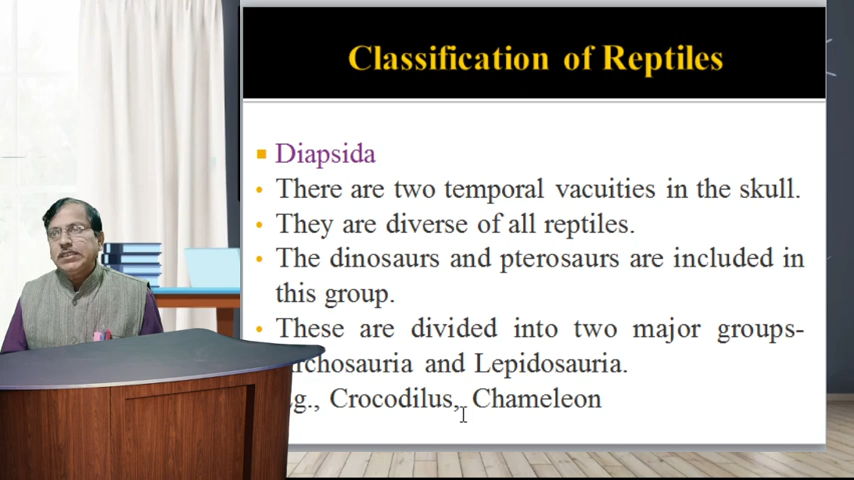 Classification of Reptiles
Diapsida
There are two temporal vacuities in the skull.
They are diverse of all reptiles.
The dinosaurs and pterosaurs are included in
this group.
These are divided into two major groups-
and Lepidosauria.
Crocodilus, Chameleon